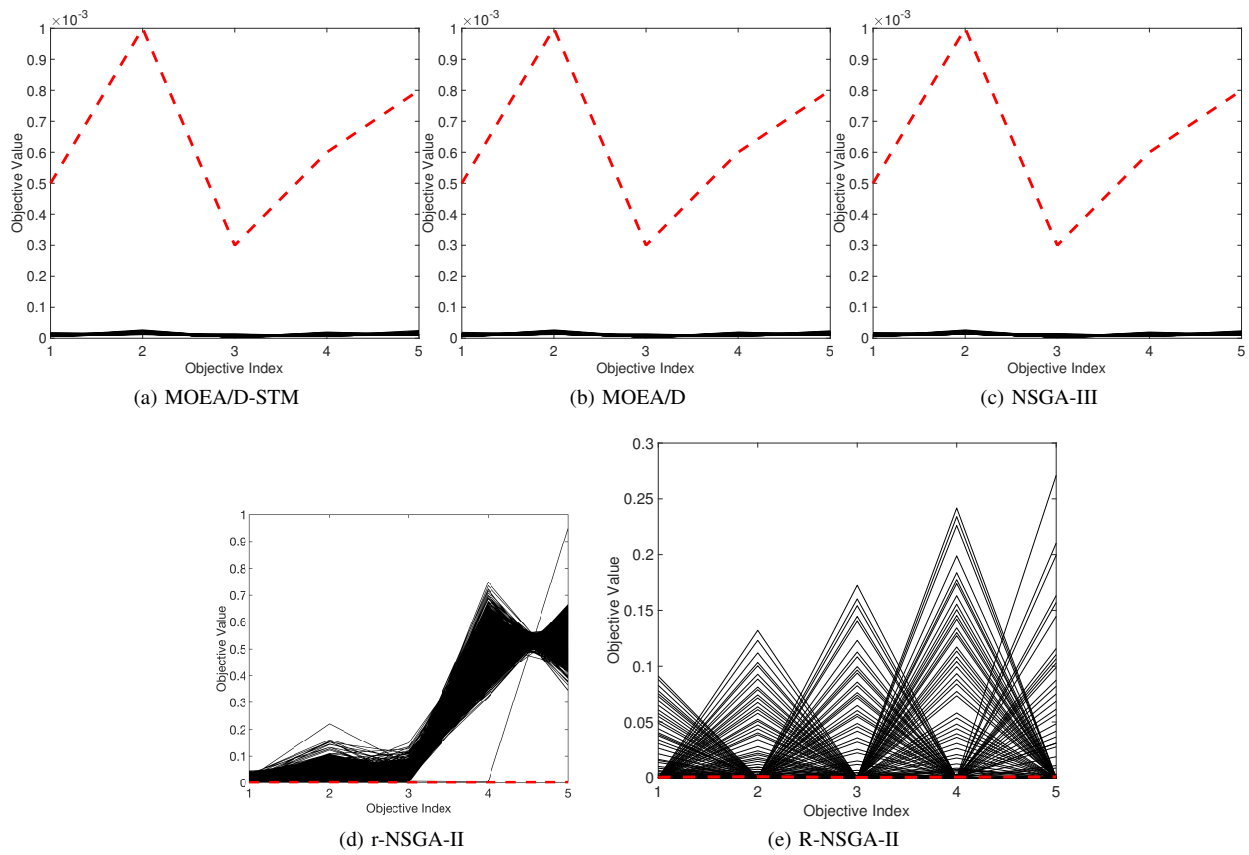 ×10⁻³ ×10⁻³ ×10⁻³
1 1 1
0.9 0.9 0.9
0.8 0.8 0.8
0.7 0.7 0.7
0.6 0.6 0.6
0.5 0.5 0.5
0.4 0.4 0.4
0.3 0.3 0.3
0.2 0.2 0.2
0.1 0.1 0.1
0 0 0
Objective Value Objective Value Objective Value
1 2 3 4 5 1 2 3 4 5 1 2 3 4 5
Objective Index Objective Index Objective Index
(a) MOEA/D-STM (b) MOEA/D (c) NSGA-III
1
0.9
0.8
0.7
0.6
0.5
0.4
0.3
0.2
0.1
0
Objective Value
1 2 3 4 5
Objective Index
(d) r-NSGA-II
0.3
0.25
0.2
0.15
0.1
0.05
0
Objective Value
1 2 3 4 5
Objective Index
(e) R-NSGA-II